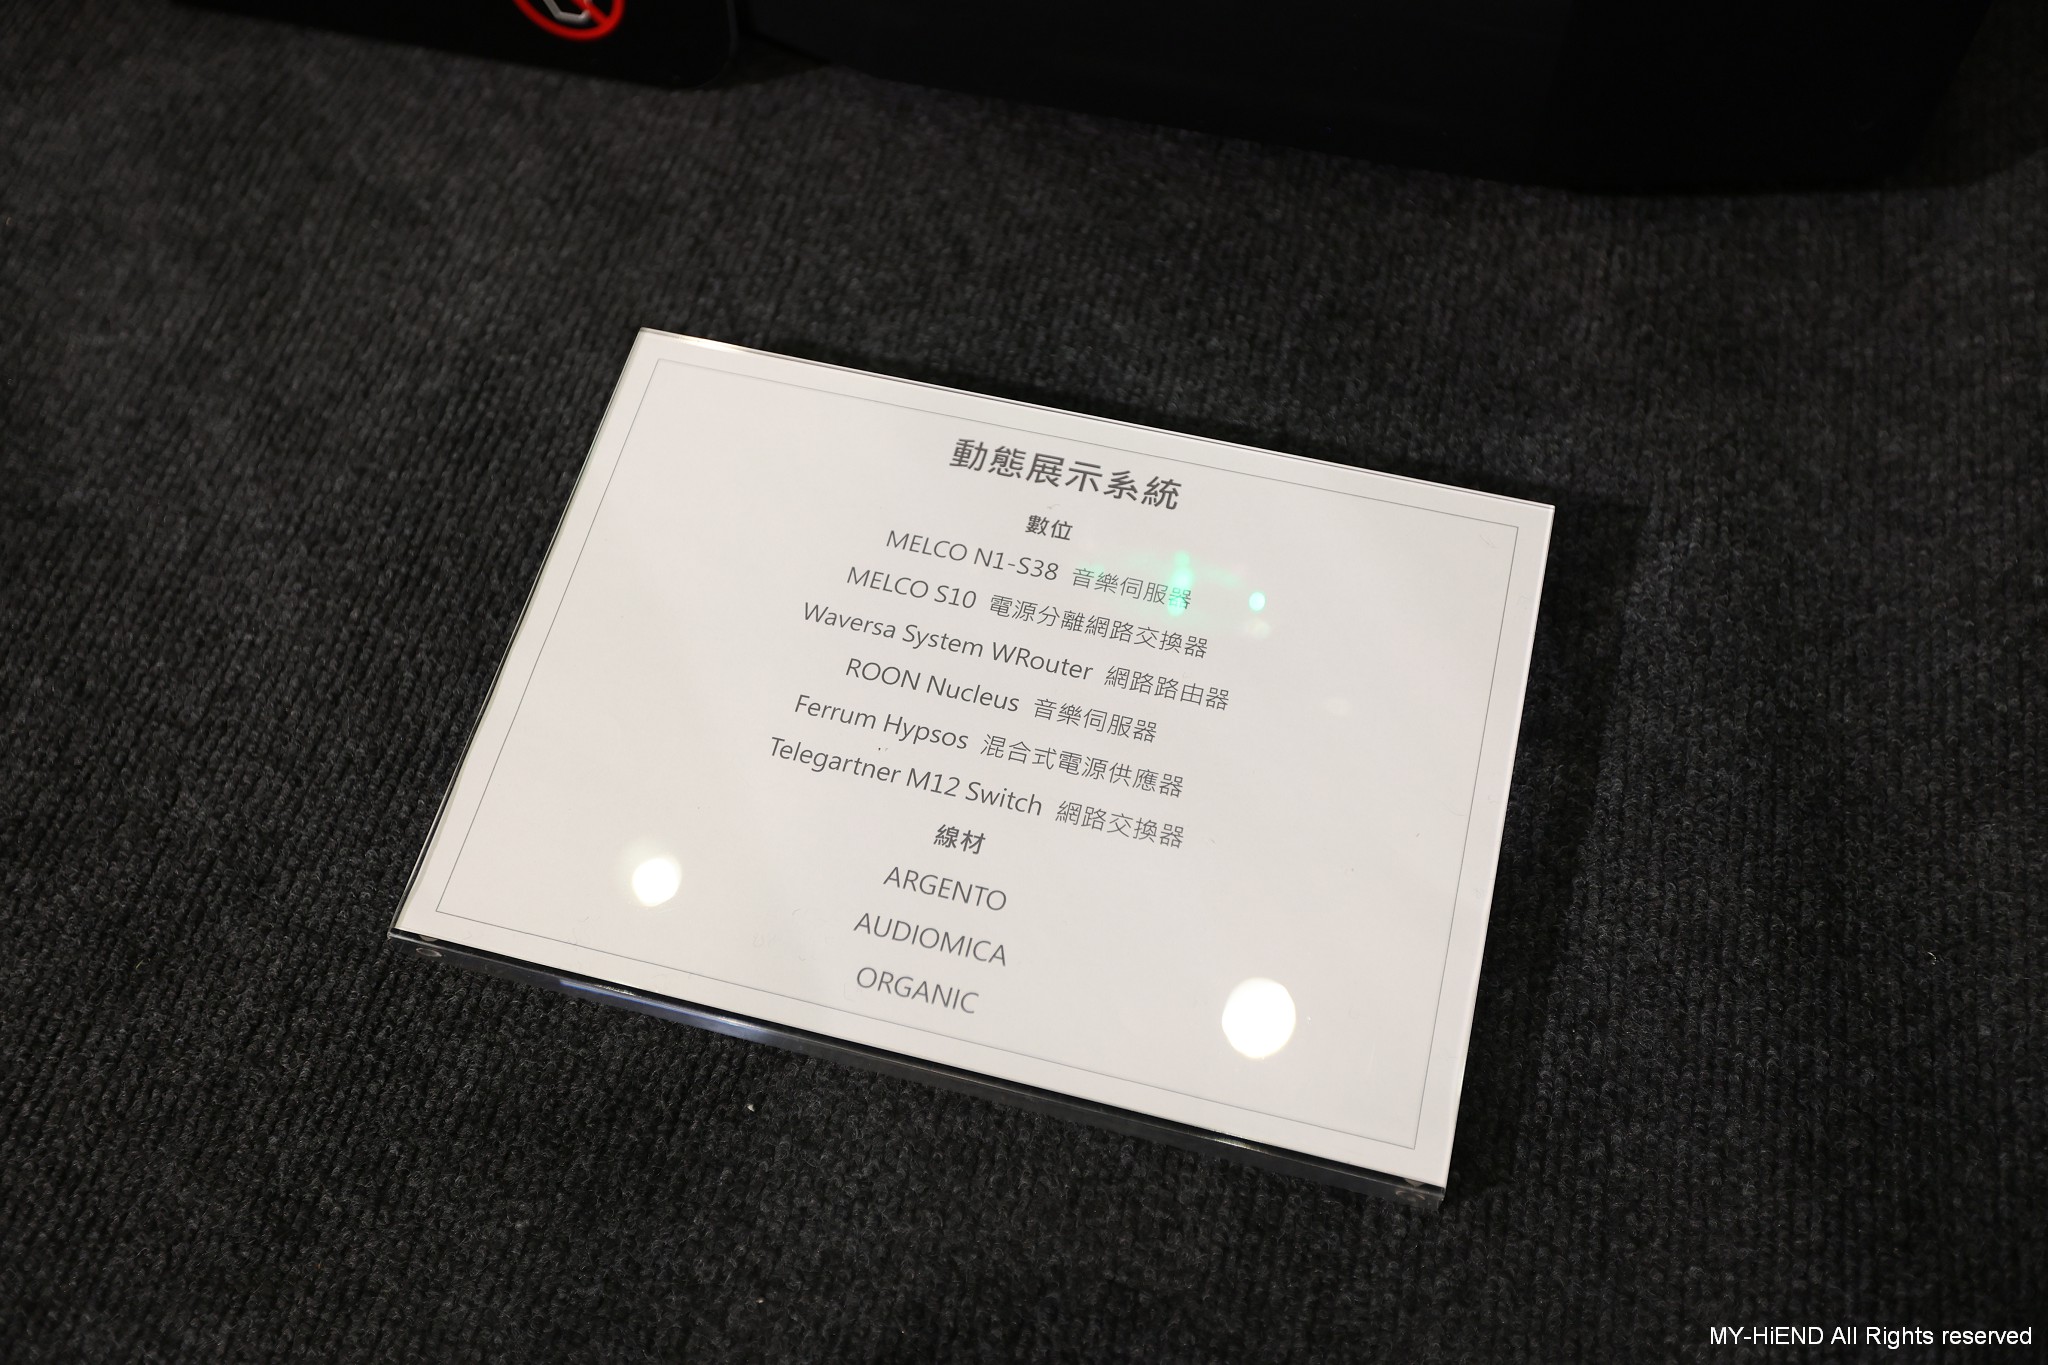 動態展示系統
數位
MELCO N1-S38 音樂伺服器
MELCO S10 電源分離網路交換器
Waversa System WRouter 網路路由器
ROON Nucleus 音樂伺服器
Ferrum Hypsos 混合式電源供應器
Telegartner M12 Switch 網路交換器
線材
ARGENTO
AUDIOMICA
ORGANIC
MY-HiEND All Rights reserved